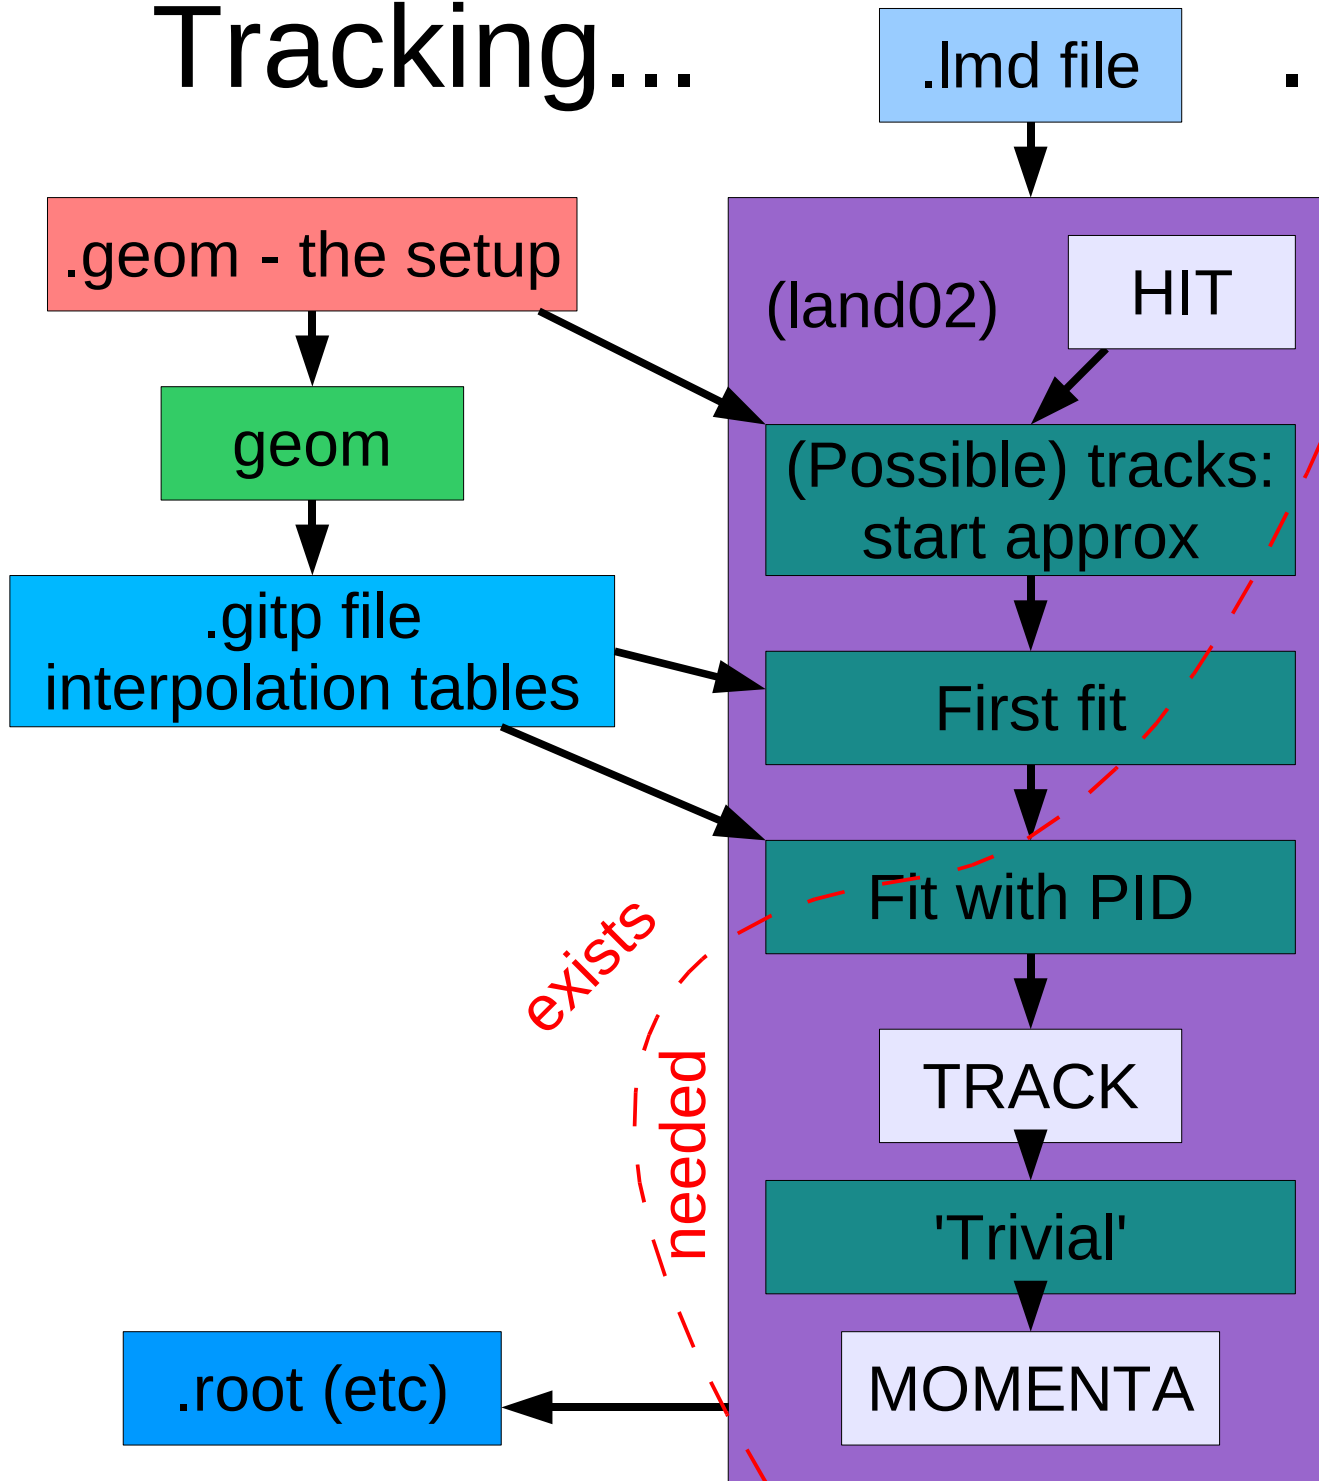 Tracking...
.
.lmd file
.geom - the setup
(land02)
HIT
geom
(Possible) tracks:
start approx
.gitp file
interpolation tables
First fit
Fit with PID
exists
needed
TRACK
'Trivial'
.root (etc)
MOMENTA